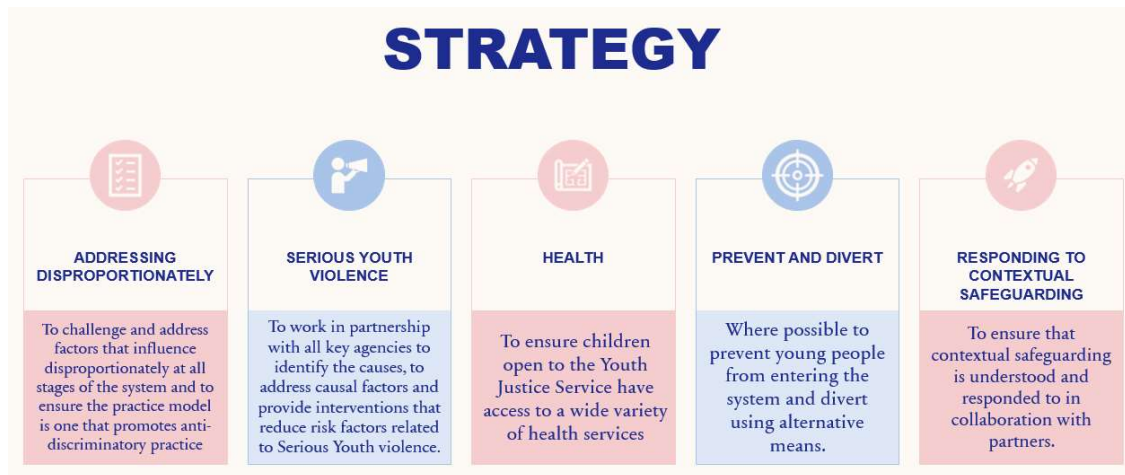 STRATEGY
ADDRESSING
DISPROPORTIONATELY
To challenge and address
factors that influence
disproportionately at all
stages of the system and to
ensure the practice model
is one that promotes anti-
discriminatory practice
SERIOUS YOUTH
VIOLENCE
To work in partnership
with all key agencies to
identify the causes, to
address causal factors and
provide interventions that
reduce risk factors related
to Serious Youth violence.
HEALTH
To ensure children
open to the Youth
Justice Service have
access to a wide variety
of health services
PREVENT AND DIVERT
Where possible to
prevent young people
from entering the
system and divert
using alternative
means.
RESPONDING TO
CONTEXTUAL
SAFEGUARDING
To ensure that
contextual safeguarding
is understood and
responded to in
collaboration with
partners.